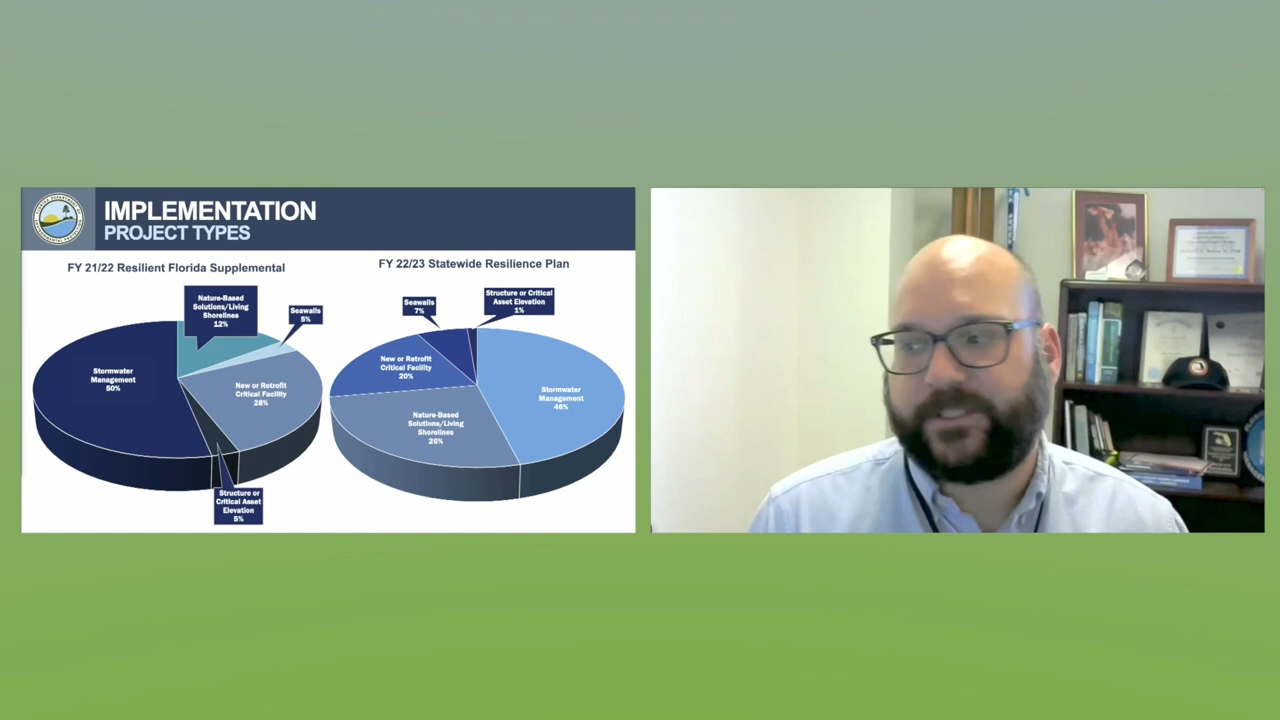 IMPLEMENTATION
PROJECT TYPES
FY 21/22 Resilient Florida Supplemental
Nature-Based
Solutions/Living
Shorelines
12%
Seawalls
5%
Stormwater
Management
50%
New or Retrofit
Critical Facility
28%
Structure or
Critical Asset
Elevation
5%
FY 22/23 Statewide Resilience Plan
Seawalls
7%
Structure or Critical
Asset Elevation
1%
New or Retrofit
Critical Facility
20%
Stormwater
Management
46%
Nature-Based
Solutions/Living
Shorelines
26%